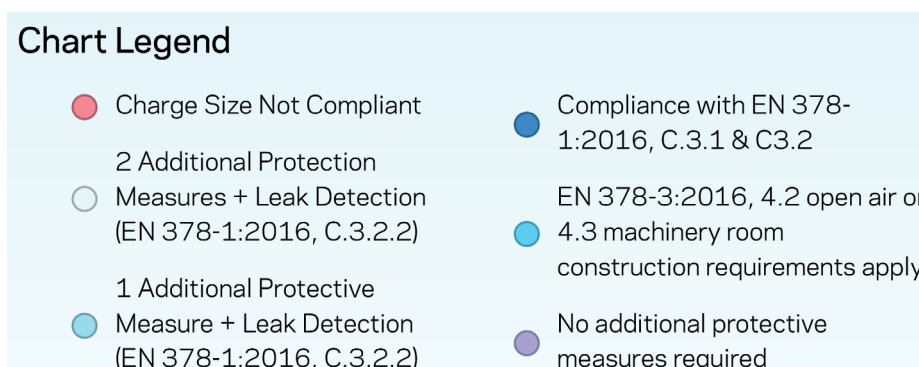 Chart Legend
Charge Size Not Compliant
2 Additional Protection
Measures + Leak Detection
(EN 378-1:2016, C.3.2.2)
1 Additional Protective
Measure + Leak Detection
(EN 378-1:2016, C.3.2.2)
Compliance with EN 378-
1:2016, C.3.1 & C3.2
EN 378-3:2016, 4.2 open air or
4.3 machinery room
construction requirements apply
No additional protective
measures required